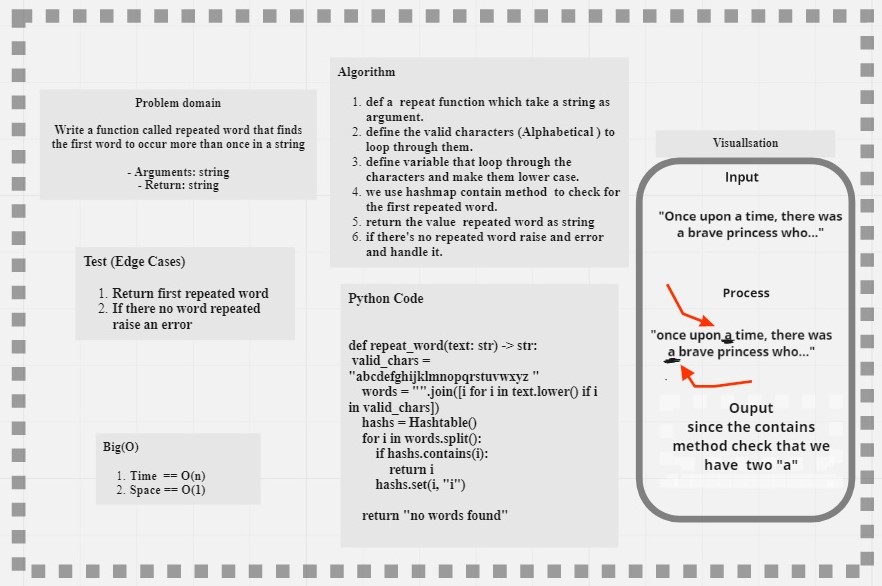 Problem domain
Write a function called repeated word that finds
the first word to occur more than once in a string
- Arguments: string
- Return: string
Test (Edge Cases)
1. Return first repeated word
2. If there no word repeated
raise an error
Big(O)
1. Time == O(n)
2. Space == O(1)
Algorithm
1. def a repeat function which take a string as
argument.
2. define the valid characters (Alphabetical ) to
loop through them.
3. define variable that loop through the
characters and make them lower case.
4. we use hashmap contain method to check for
the first repeated word.
5. return the value repeated word as string
6. if there's no repeated word raise and error
and handle it.
Python Code
def repeat_word(text: str) -> str:
valid_chars =
"abcdefghijklmnopqrstuvwxyz "
words = "".join([i for i in text.lower() if i
in valid_chars])
hashs = Hashtable()
for i in words.split():
if hashs.contains(i):
return i
hashs.set(i, "i")
return "no words found"
Visuallsation
Input
"Once upon a time, there was
a brave princess who..."
Process
"once upon a time, there was
a brave princess who..."
Ouput
since the contains
method check that we
have two "a"